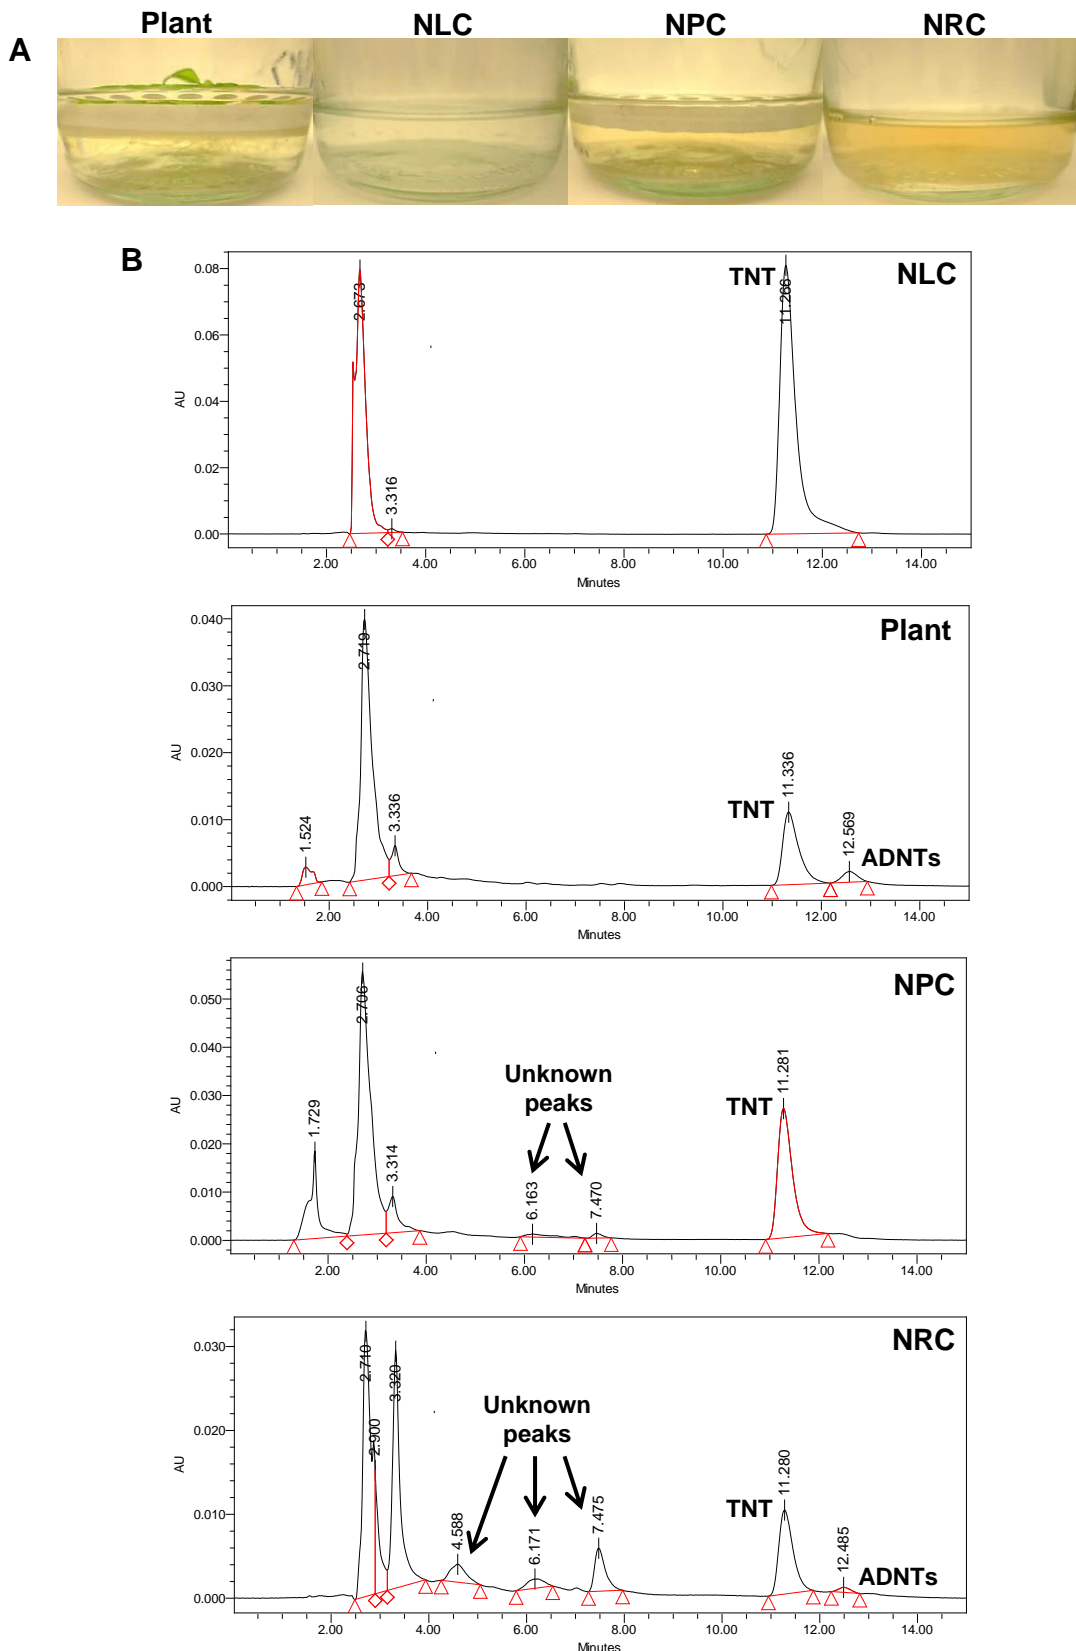 Plant NLC NPC NRC
A
B
NLC
TNT
2.673
3.316
11.266
AU
0.08
0.06
0.04
0.02
0.00
2.00 4.00 6.00 8.00 10.00 12.00 14.00
Minutes
Plant
2.719
1.524
3.336
11.336
12.569
TNT
ADNTs
AU
0.040
0.030
0.020
0.010
0.000
2.00 4.00 6.00 8.00 10.00 12.00 14.00
Minutes
NPC
2.706
1.729
3.314
Unknown
peaks
6.163
7.470
TNT
11.281
AU
0.050
0.040
0.030
0.020
0.010
0.000
2.00 4.00 6.00 8.00 10.00 12.00 14.00
Minutes
NRC
2.710
2.900
3.320
Unknown
peaks
4.588
6.171
7.475
TNT
11.280
12.485
ADNTs
AU
0.030
0.020
0.010
0.000
2.00 4.00 6.00 8.00 10.00 12.00 14.00
Minutes